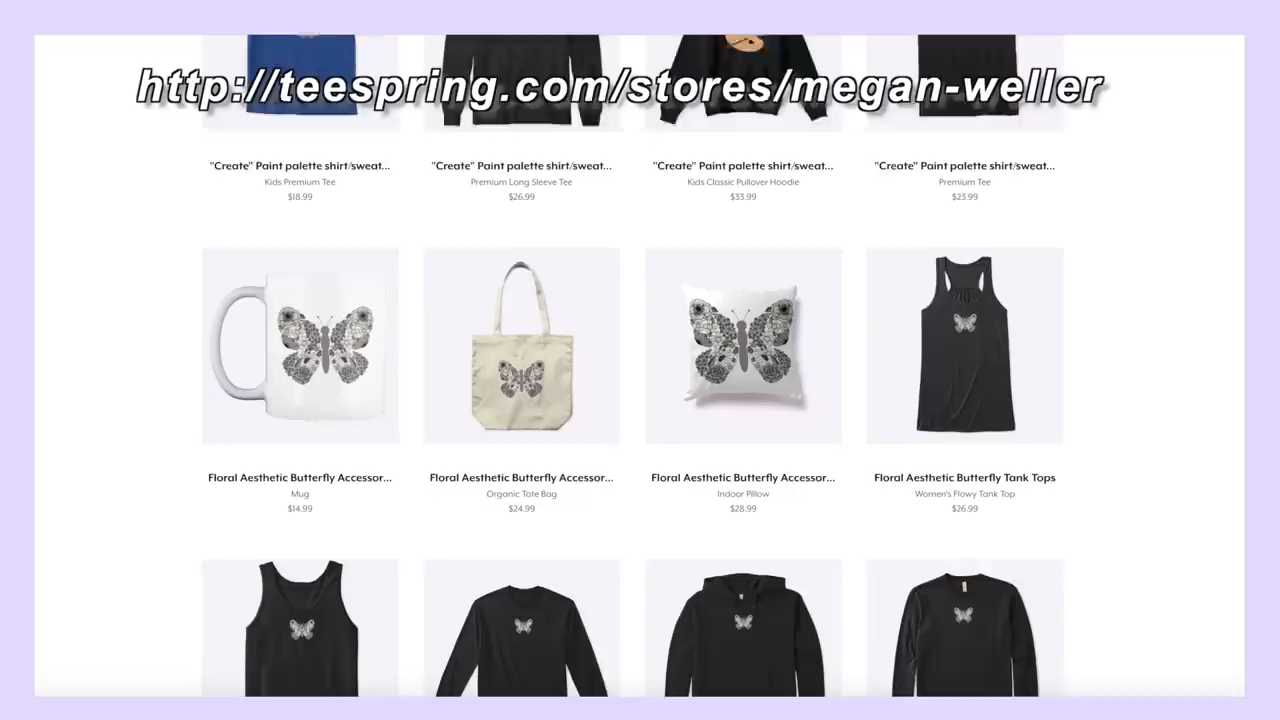 http://teespring.com/stores/megan-weller
"Create" Paint palette shirt/sweat... "Create" Paint palette shirt/sweat... "Create" Paint palette shirt/sweat... "Create" Paint palette shirt/sweat...
Kids Premium Tee Premium Long Sleeve Tee Kids Classic Pullover Hoodie Premium Tee
$18.99 $26.99 $33.99 $23.99
Floral Aesthetic Butterfly Accessor... Floral Aesthetic Butterfly Accessor... Floral Aesthetic Butterfly Accessor... Floral Aesthetic Butterfly Tank Tops
Mug Organic Tote Bag Indoor Pillow Women's Flowy Tank Top
$14.99 $24.99 $28.99 $26.99